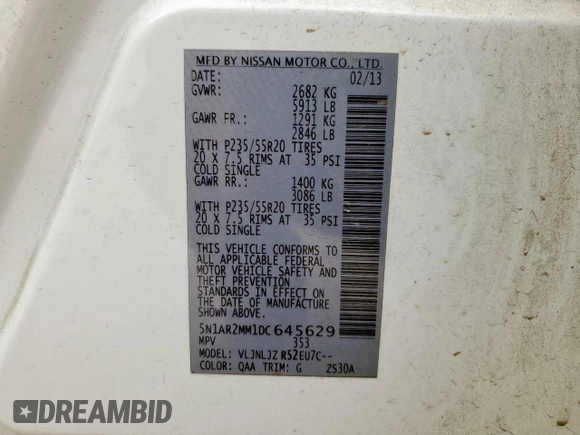 MFD BY NISSAN MOTOR CO., LTD.
DATE: 02/13
GVWR: 2682 KG
5913 LB
GAWR FR.: 1291 KG
2846 LB
WITH P235/55R20 TIRES
20 X 7.5 RIMS AT 35 PSI
COLD SINGLE
GAWR RR.: 1400 KG
3086 LB
WITH P235/55R20 TIRES
20 X 7.5 RIMS AT 35 PSI
COLD SINGLE
THIS VEHICLE CONFORMS TO
ALL APPLICABLE FEDERAL
MOTOR VEHICLE SAFETY AND
THEFT PREVENTION
STANDARDS IN EFFECT ON
THE DATE OF MANUFACTURE
SHOWN ABOVE.
5N1AR2MM1DC645629
MPV 353
MODEL: VLJNLJZ R52EU7C--
COLOR: QAA TRIM: G ZS30A
DREAMBID
.COM